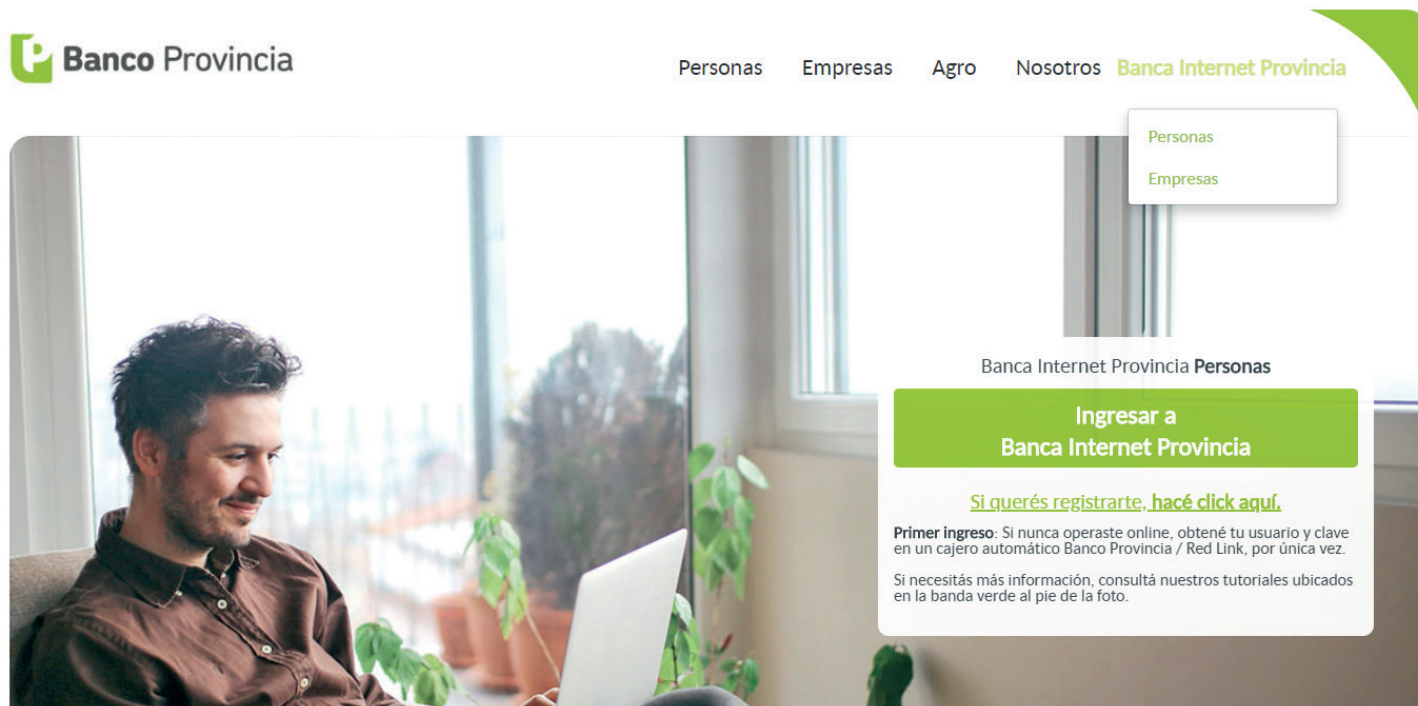 Banco Provincia
Personas Empresas Agro Nosotros Banca Internet Provincia
Personas
Empresas
Banca Internet Provincia Personas
Ingresar a
Banca Internet Provincia
Si querés registrarte, hacé click aquí.
Primer ingreso: Si nunca operaste online, obtené tu usuario y clave
en un cajero automático Banco Provincia / Red Link, por única vez.
Si necesitás más información, consultá nuestros tutoriales ubicados
en la banda verde al pie de la foto.